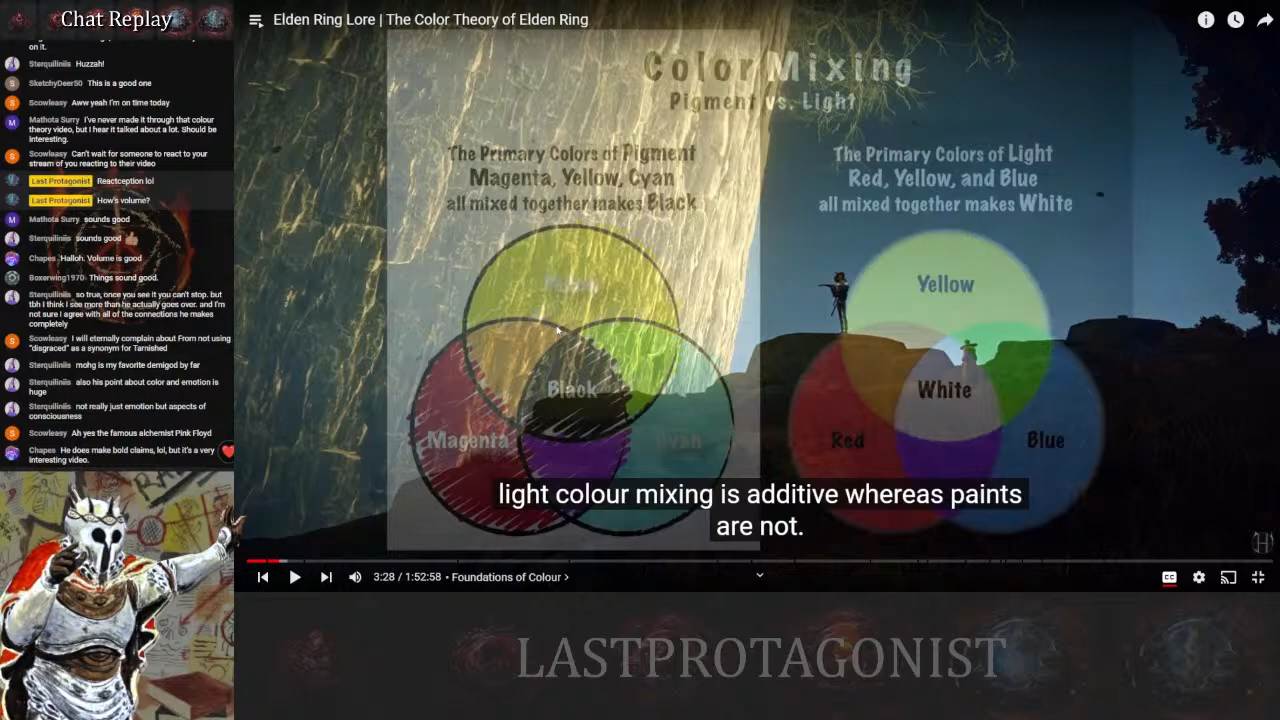 Chat Replay
on it.
Sterquiliniis Huzzah!
SketchyDeer50 This is a good one
Scowleasy Aww yeah I'm on time today
Mathota Surry I've never made it through that colour
theory video, but I hear it talked about a lot. Should be
interesting.
Scowleasy Can't wait for someone to react to your
stream of you reacting to their video
Last Protagonist Reactception lol
Last Protagonist How's volume?
Mathota Surry sounds good
Sterquiliniis sounds good
Chapes Halloh. Volume is good
Boxerwing1970 Things sound good.
Sterquiliniis so true, once you see it you can't stop. but
tbh I think I see more than he actually goes over. and I'm
not sure I agree with all of the connections he makes
completely
Scowleasy I will eternally complain about From not using
"disgraced" as a synonym for Tarnished
Sterquiliniis mohg is my favorite demigod by far
Sterquiliniis also his point about color and emotion is
huge
Sterquiliniis not really just emotion but aspects of
consciousness
Scowleasy Ah yes the famous alchemist Pink Floyd
Chapes He does make bold claims, lol, but it's a very
interesting video.
Elden Ring Lore | The Color Theory of Elden Ring
Color Mixing
Pigment vs. Light
The Primary Colors of Pigment
Magenta, Yellow, Cyan
all mixed together makes Black
The Primary Colors of Light
Red, Yellow, and Blue
all mixed together makes White
Yellow
Black
White
Magenta
Cyan
Red
Blue
light colour mixing is additive whereas paints
are not.
3:28 / 1:52:58 • Foundations of Colour >
CC
LASTPROTAGONIST